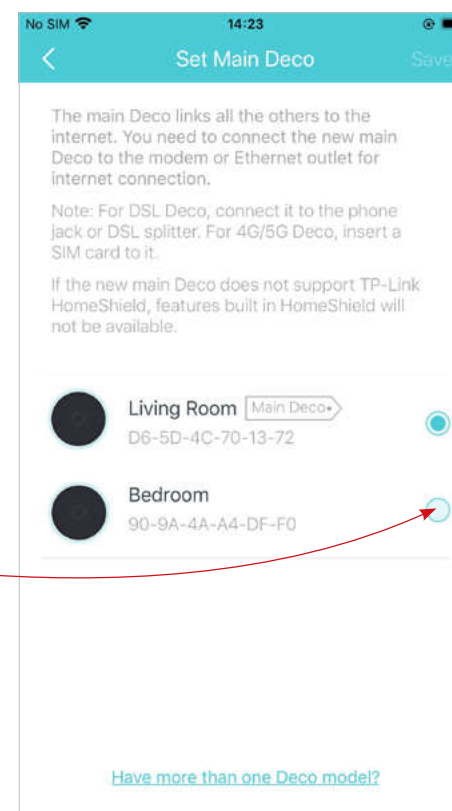 No SIM 14:23
Set Main Deco Save
The main Deco links all the others to the
internet. You need to connect the new main
Deco to the modem or Ethernet outlet for
internet connection.
Note: For DSL Deco, connect it to the phone
jack or DSL splitter. For 4G/5G Deco, insert a
SIM card to it.
If the new main Deco does not support TP-Link
HomeShield, features built in HomeShield will
not be available.
Living Room Main Deco
D6-5D-4C-70-13-72
Bedroom
90-9A-4A-A4-DF-F0
Have more than one Deco model?